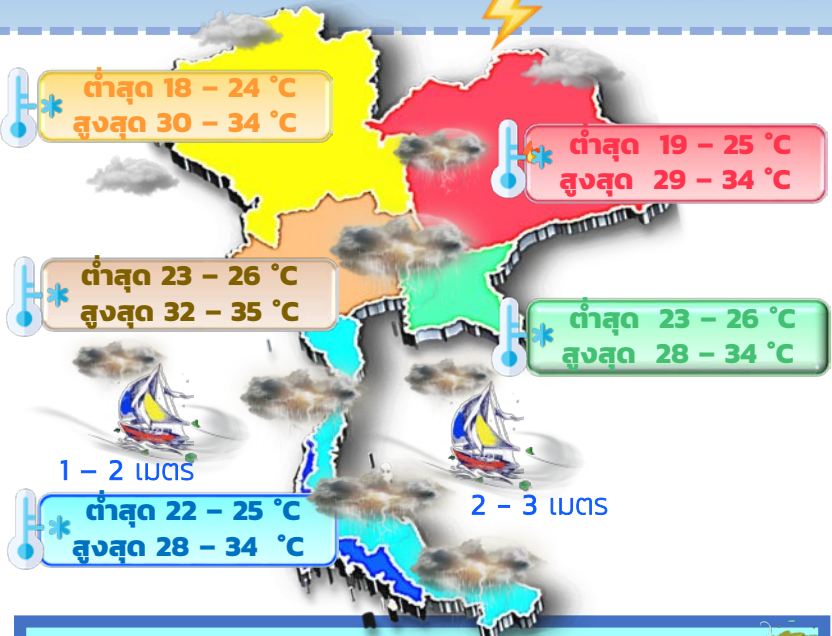 ต่ำสุด 18 – 24 °C
สูงสุด 30 – 34 °C
ต่ำสุด 19 – 25 °C
สูงสุด 29 – 34 °C
ต่ำสุด 23 – 26 °C
สูงสุด 32 – 35 °C
ต่ำสุด 23 – 26 °C
สูงสุด 28 – 34 °C
1 – 2 เมตร
2 - 3 เมตร
ต่ำสุด 22 – 25 °C
สูงสุด 28 – 34 °C